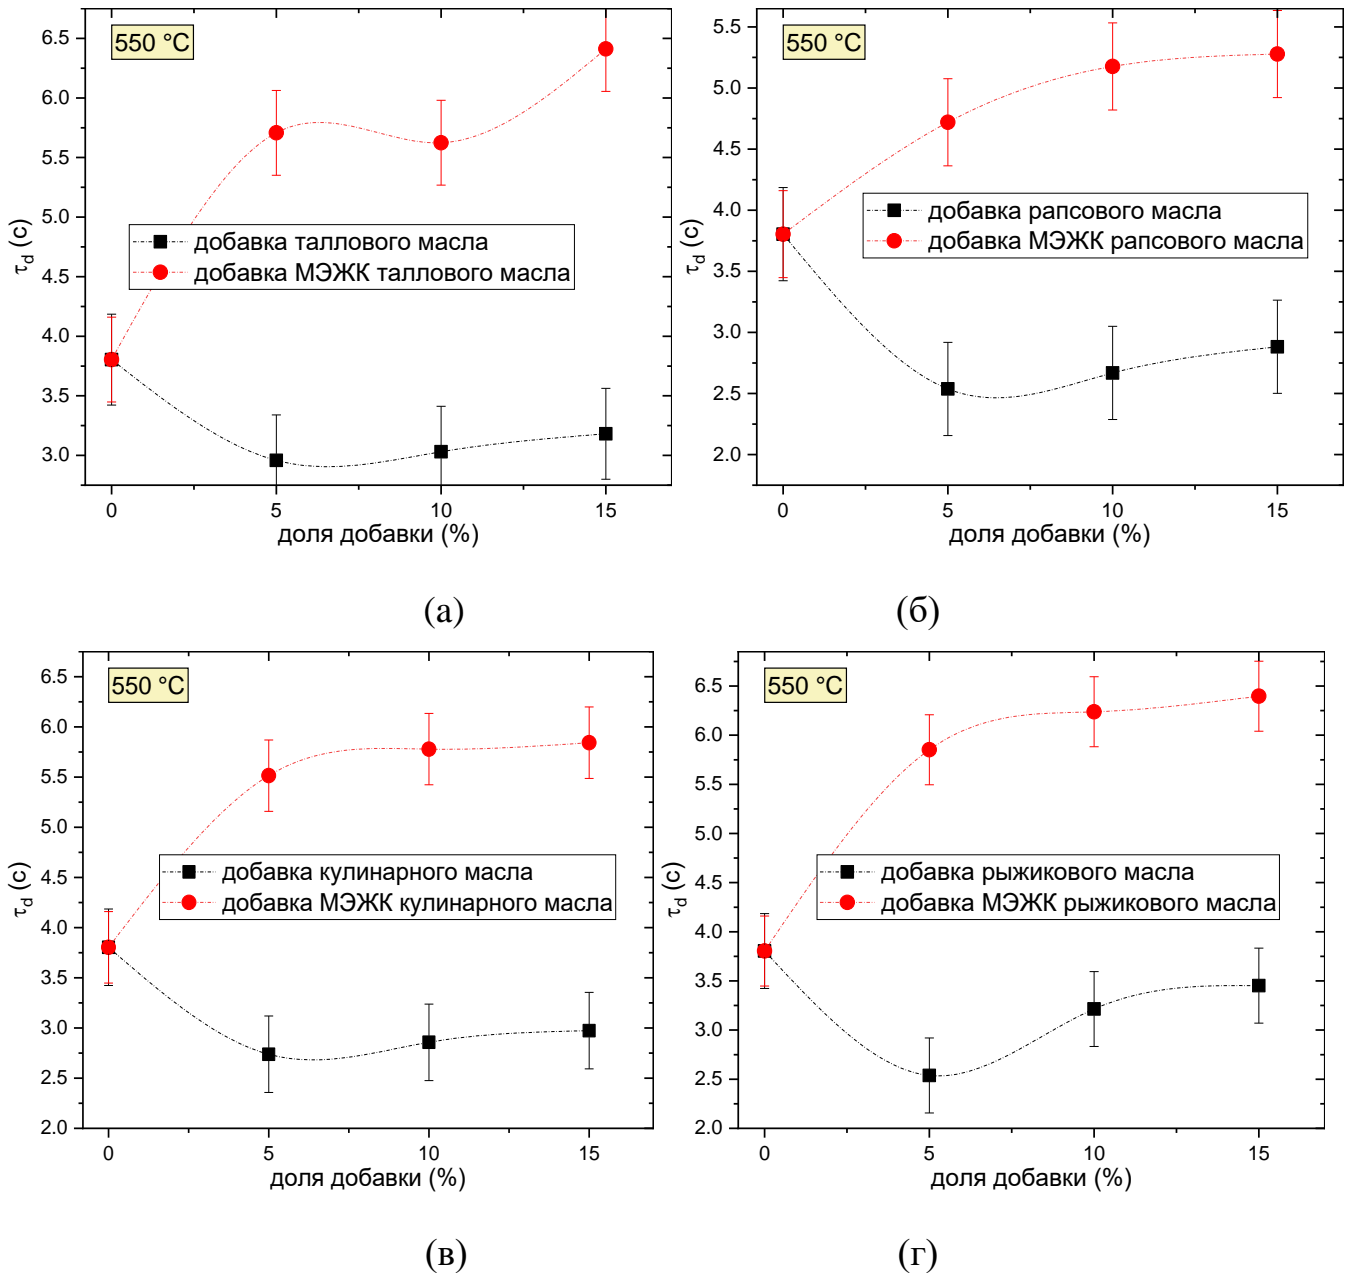 550 °C
6.5
6.0
5.5
5.0
4.5
4.0
3.5
3.0
τd (с)
добавка таллового масла
добавка МЭЖК таллового масла
0 5 10 15
доля добавки (%)
(а)
550 °C
5.5
5.0
4.5
4.0
3.5
3.0
2.5
2.0
τd (с)
добавка рапсового масла
добавка МЭЖК рапсового масла
0 5 10 15
доля добавки (%)
(б)
550 °C
6.5
6.0
5.5
5.0
4.5
4.0
3.5
3.0
2.5
2.0
τd (с)
добавка кулинарного масла
добавка МЭЖК кулинарного масла
0 5 10 15
доля добавки (%)
(в)
550 °C
6.5
6.0
5.5
5.0
4.5
4.0
3.5
3.0
2.5
2.0
τd (с)
добавка рыжикового масла
добавка МЭЖК рыжикового масла
0 5 10 15
доля добавки (%)
(г)